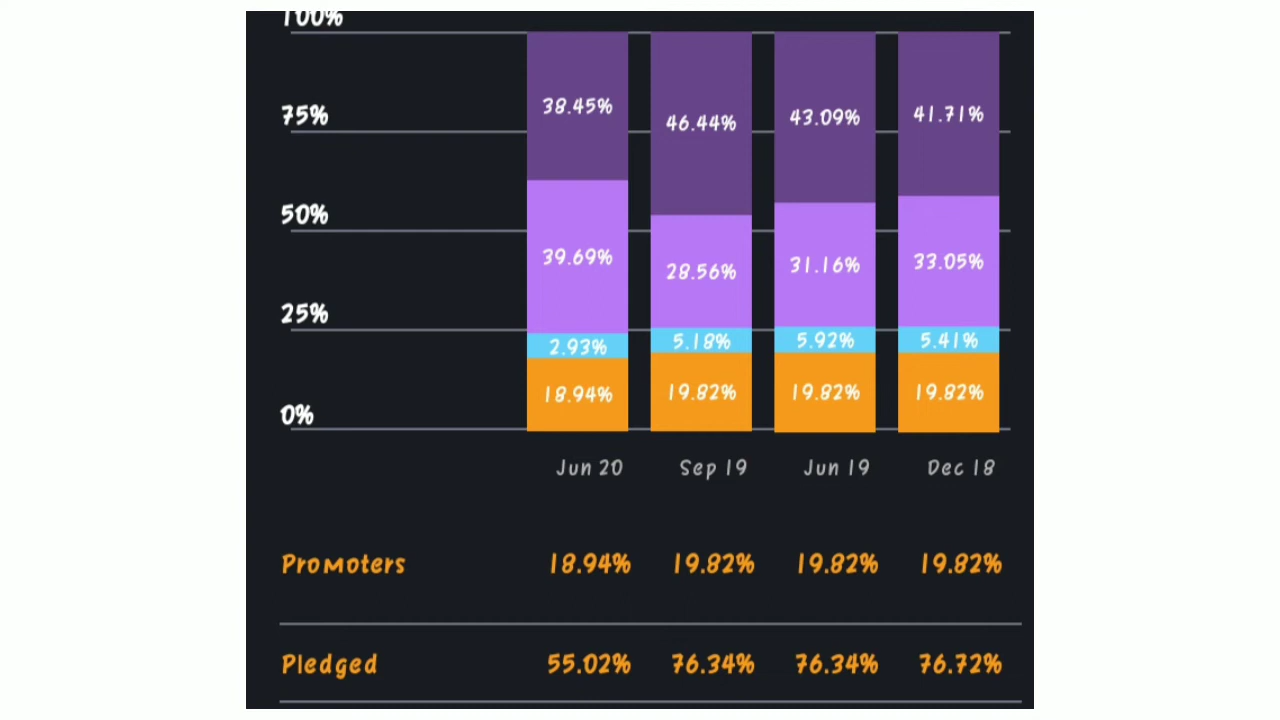 100%
38.45% 46.44% 43.09% 41.71%
75%
50%
39.69% 28.56% 31.16% 33.05%
25%
2.93% 5.18% 5.92% 5.41%
18.94% 19.82% 19.82% 19.82%
0%
Jun 20 Sep 19 Jun 19 Dec 18
Promoters 18.94% 19.82% 19.82% 19.82%
Pledged 55.02% 76.34% 76.34% 76.72%